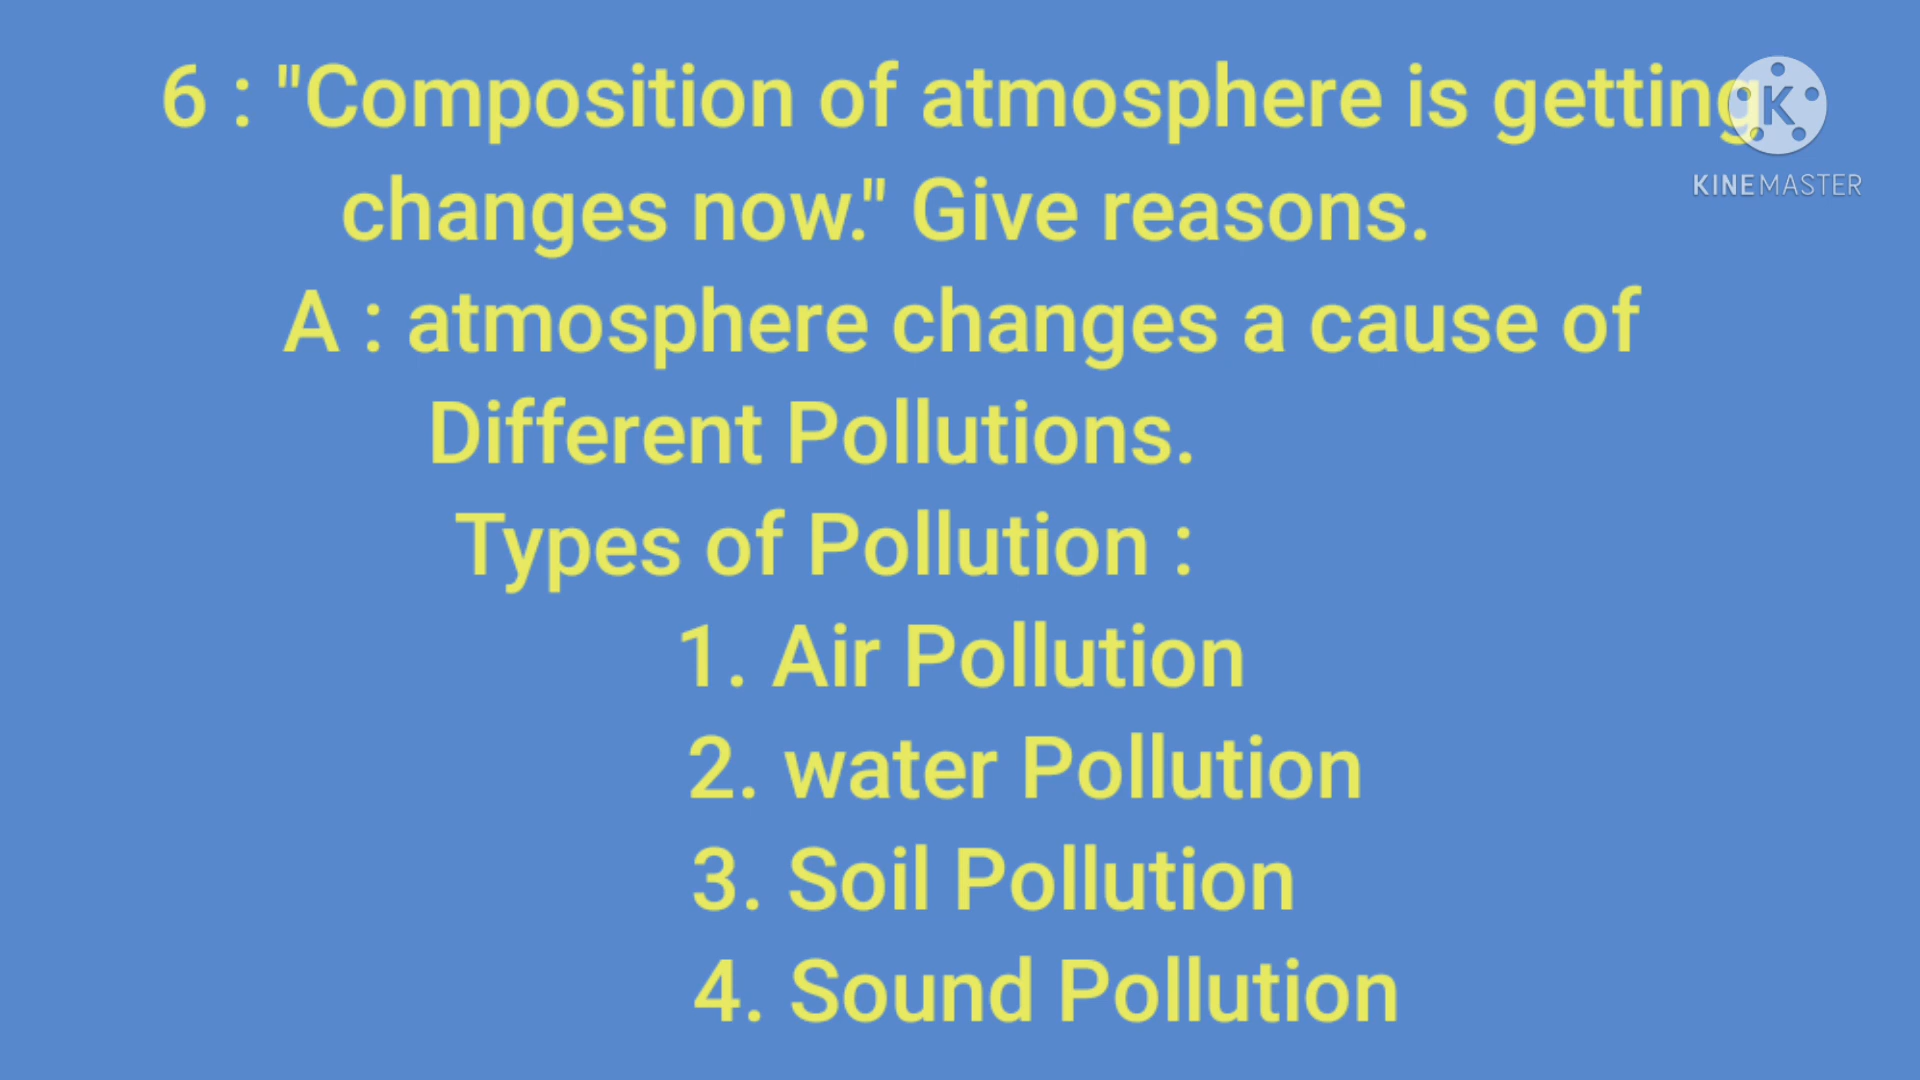 6 : "Composition of atmosphere is getting
changes now." Give reasons.
A : atmosphere changes a cause of
Different Pollutions.
Types of Pollution :
1. Air Pollution
2. water Pollution
3. Soil Pollution
4. Sound Pollution
K
KINEMASTER